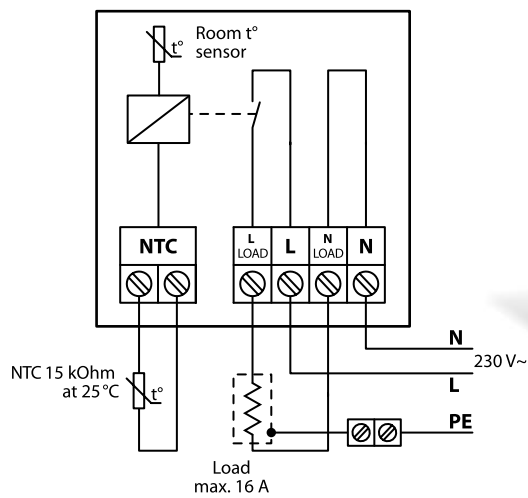 Room t°
sensor
t°
NTC
L
LOAD
L
N
LOAD
N
NTC 15 kOhm
at 25°C
t°
N
230 V~
L
PE
Load
max. 16 A